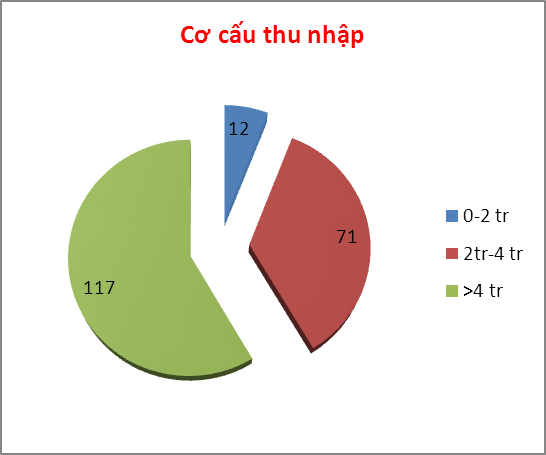 Cơ cấu thu nhập
12
71
117
0-2 tr
2tr-4 tr
>4 tr